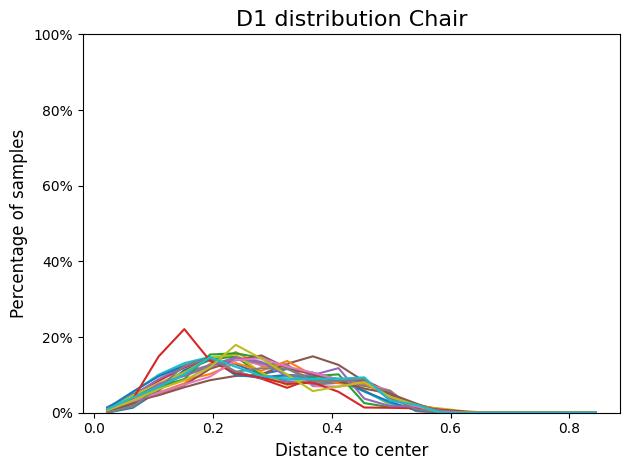 D1 distribution Chair
100%
80%
60%
40%
20%
0%
Percentage of samples
0.0 0.2 0.4 0.6 0.8
Distance to center